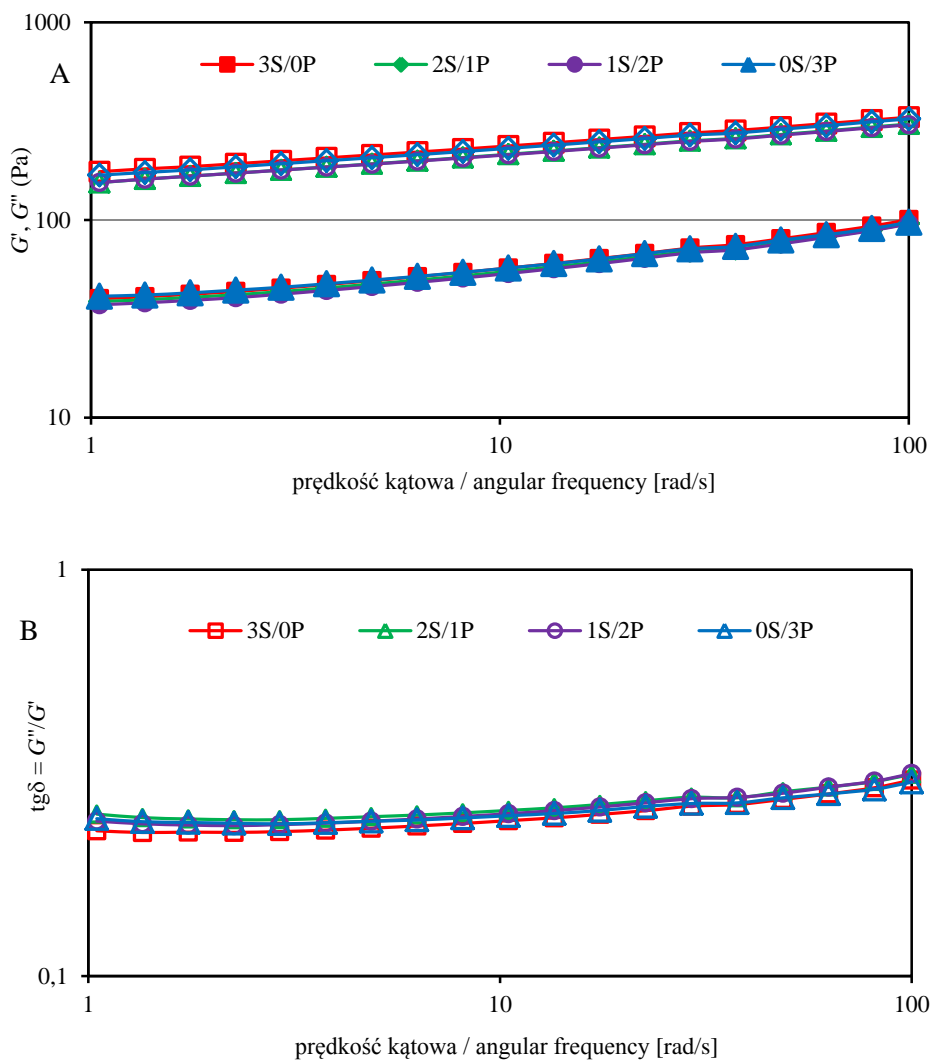 1000
A
3S/0P 2S/1P 1S/2P 0S/3P
G', G" (Pa)
100
10
1 10 100
prędkość kątowa / angular frequency [rad/s]
1
B
3S/0P 2S/1P 1S/2P 0S/3P
tgδ = G"/G'
0,1
1 10 100
prędkość kątowa / angular frequency [rad/s]